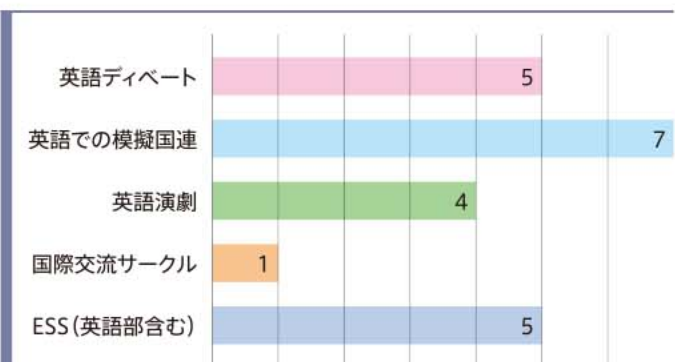 英語ディベート 5
英語での模擬国連 7
英語演劇 4
国際交流サークル 1
ESS(英語部含む) 5